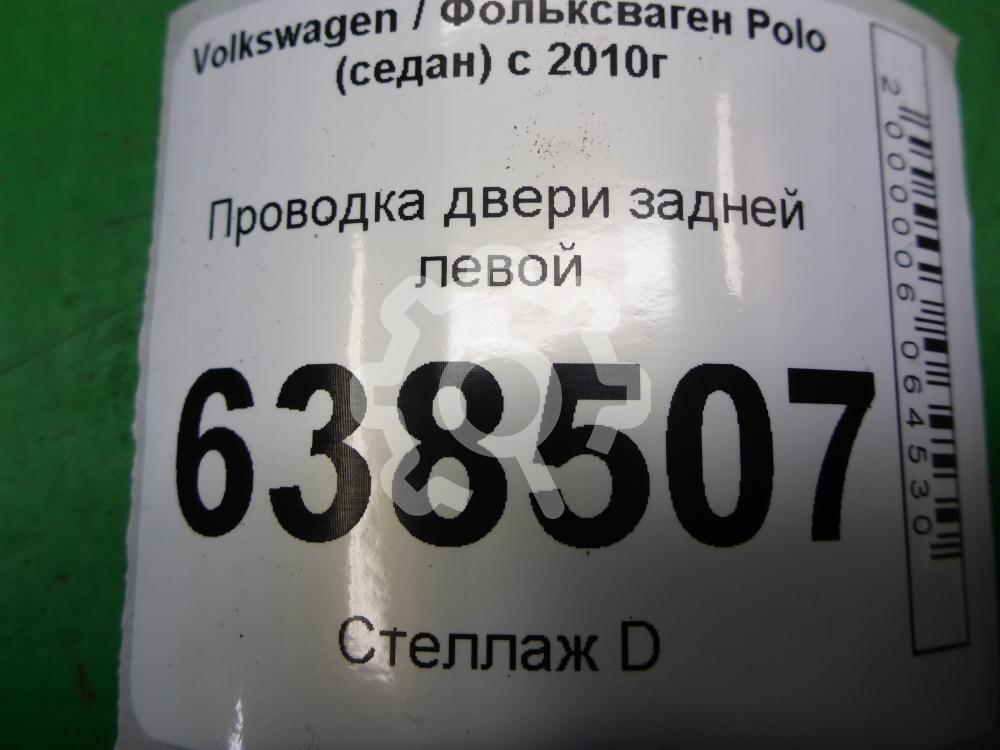 Volkswagen / Фольксваген Polo
(седан) с 2010г
Проводка двери задней
левой
638507
Стеллаж D
2000006064530